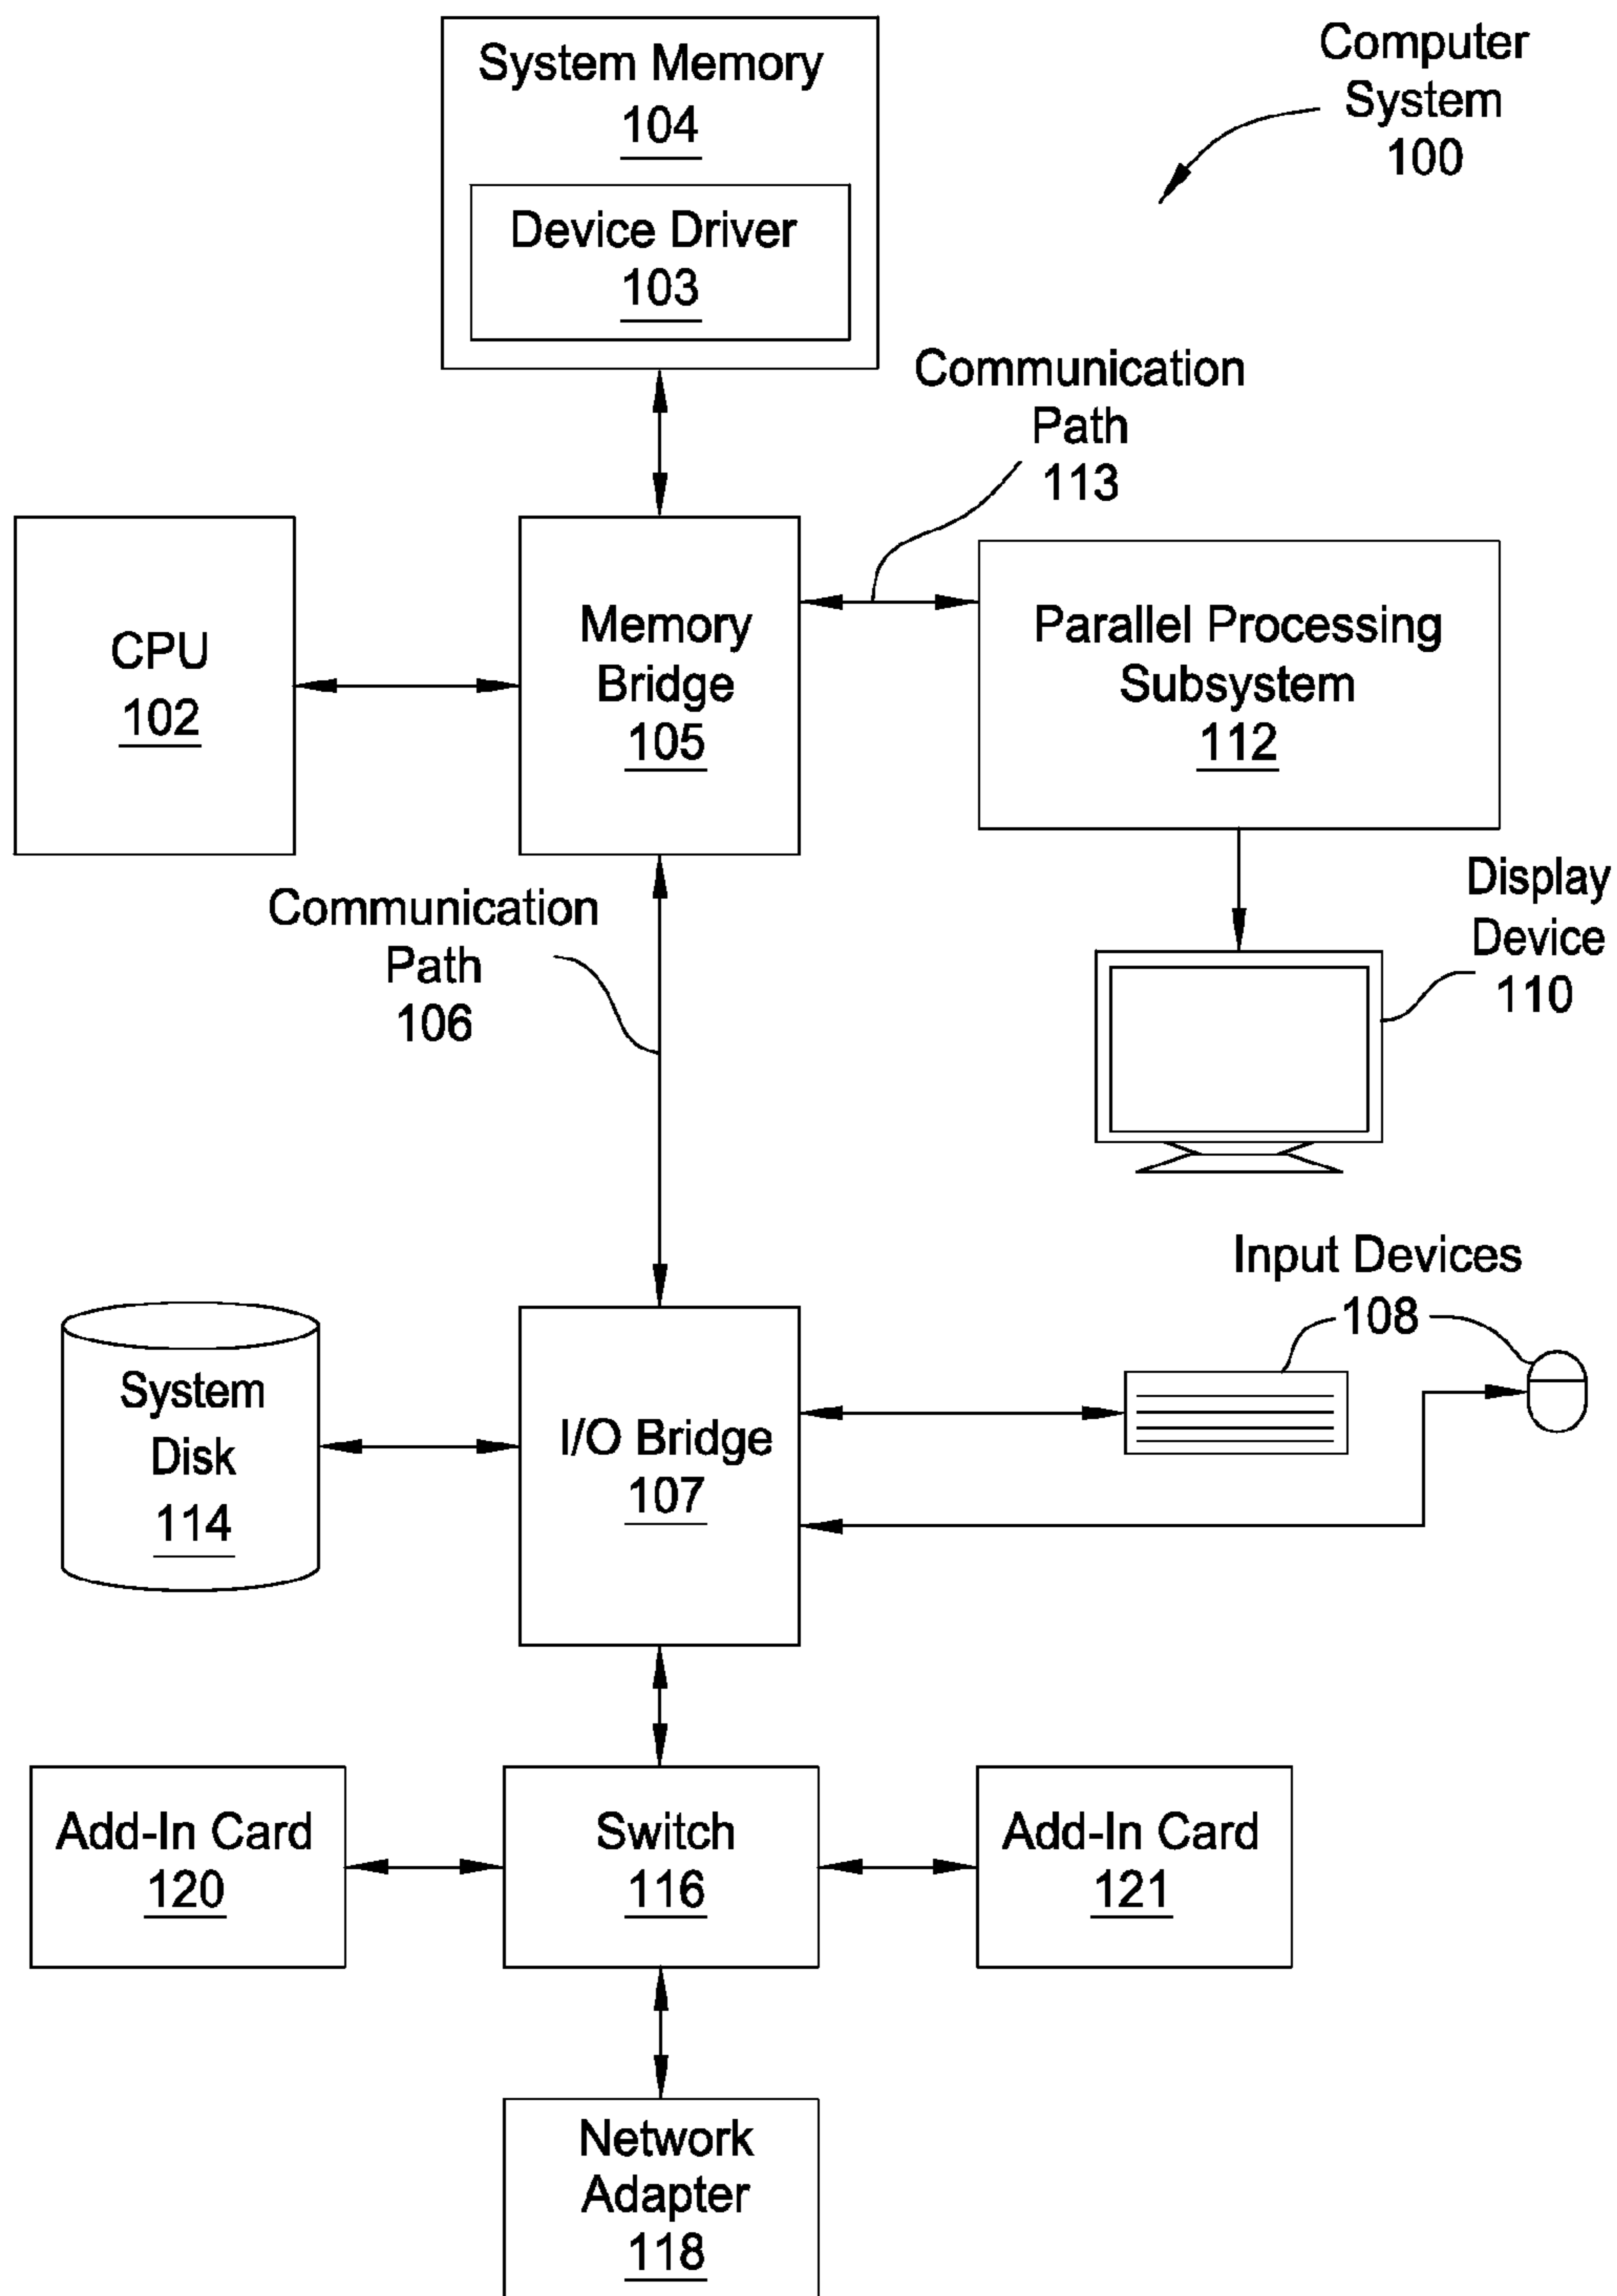 System Memory
104
Device Driver
103
Computer
System
100
Communication
Path
113
CPU
102
Memory
Bridge
105
Parallel Processing
Subsystem
112
Communication
Path
106
Display
Device
110
Input Devices
108
System
Disk
114
I/O Bridge
107
Add-In Card
120
Switch
116
Add-In Card
121
Network
Adapter
118